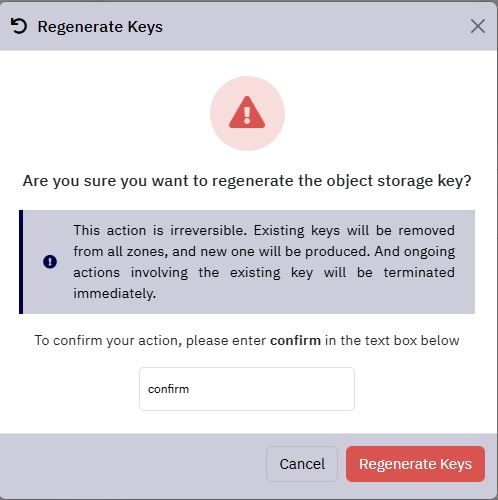 Regenerate Keys
Are you sure you want to regenerate the object storage key?
This action is irreversible. Existing keys will be removed
from all zones, and new one will be produced. And ongoing
actions involving the existing key will be terminated
immediately.
To confirm your action, please enter confirm in the text box below
confirm
Cancel
Regenerate Keys